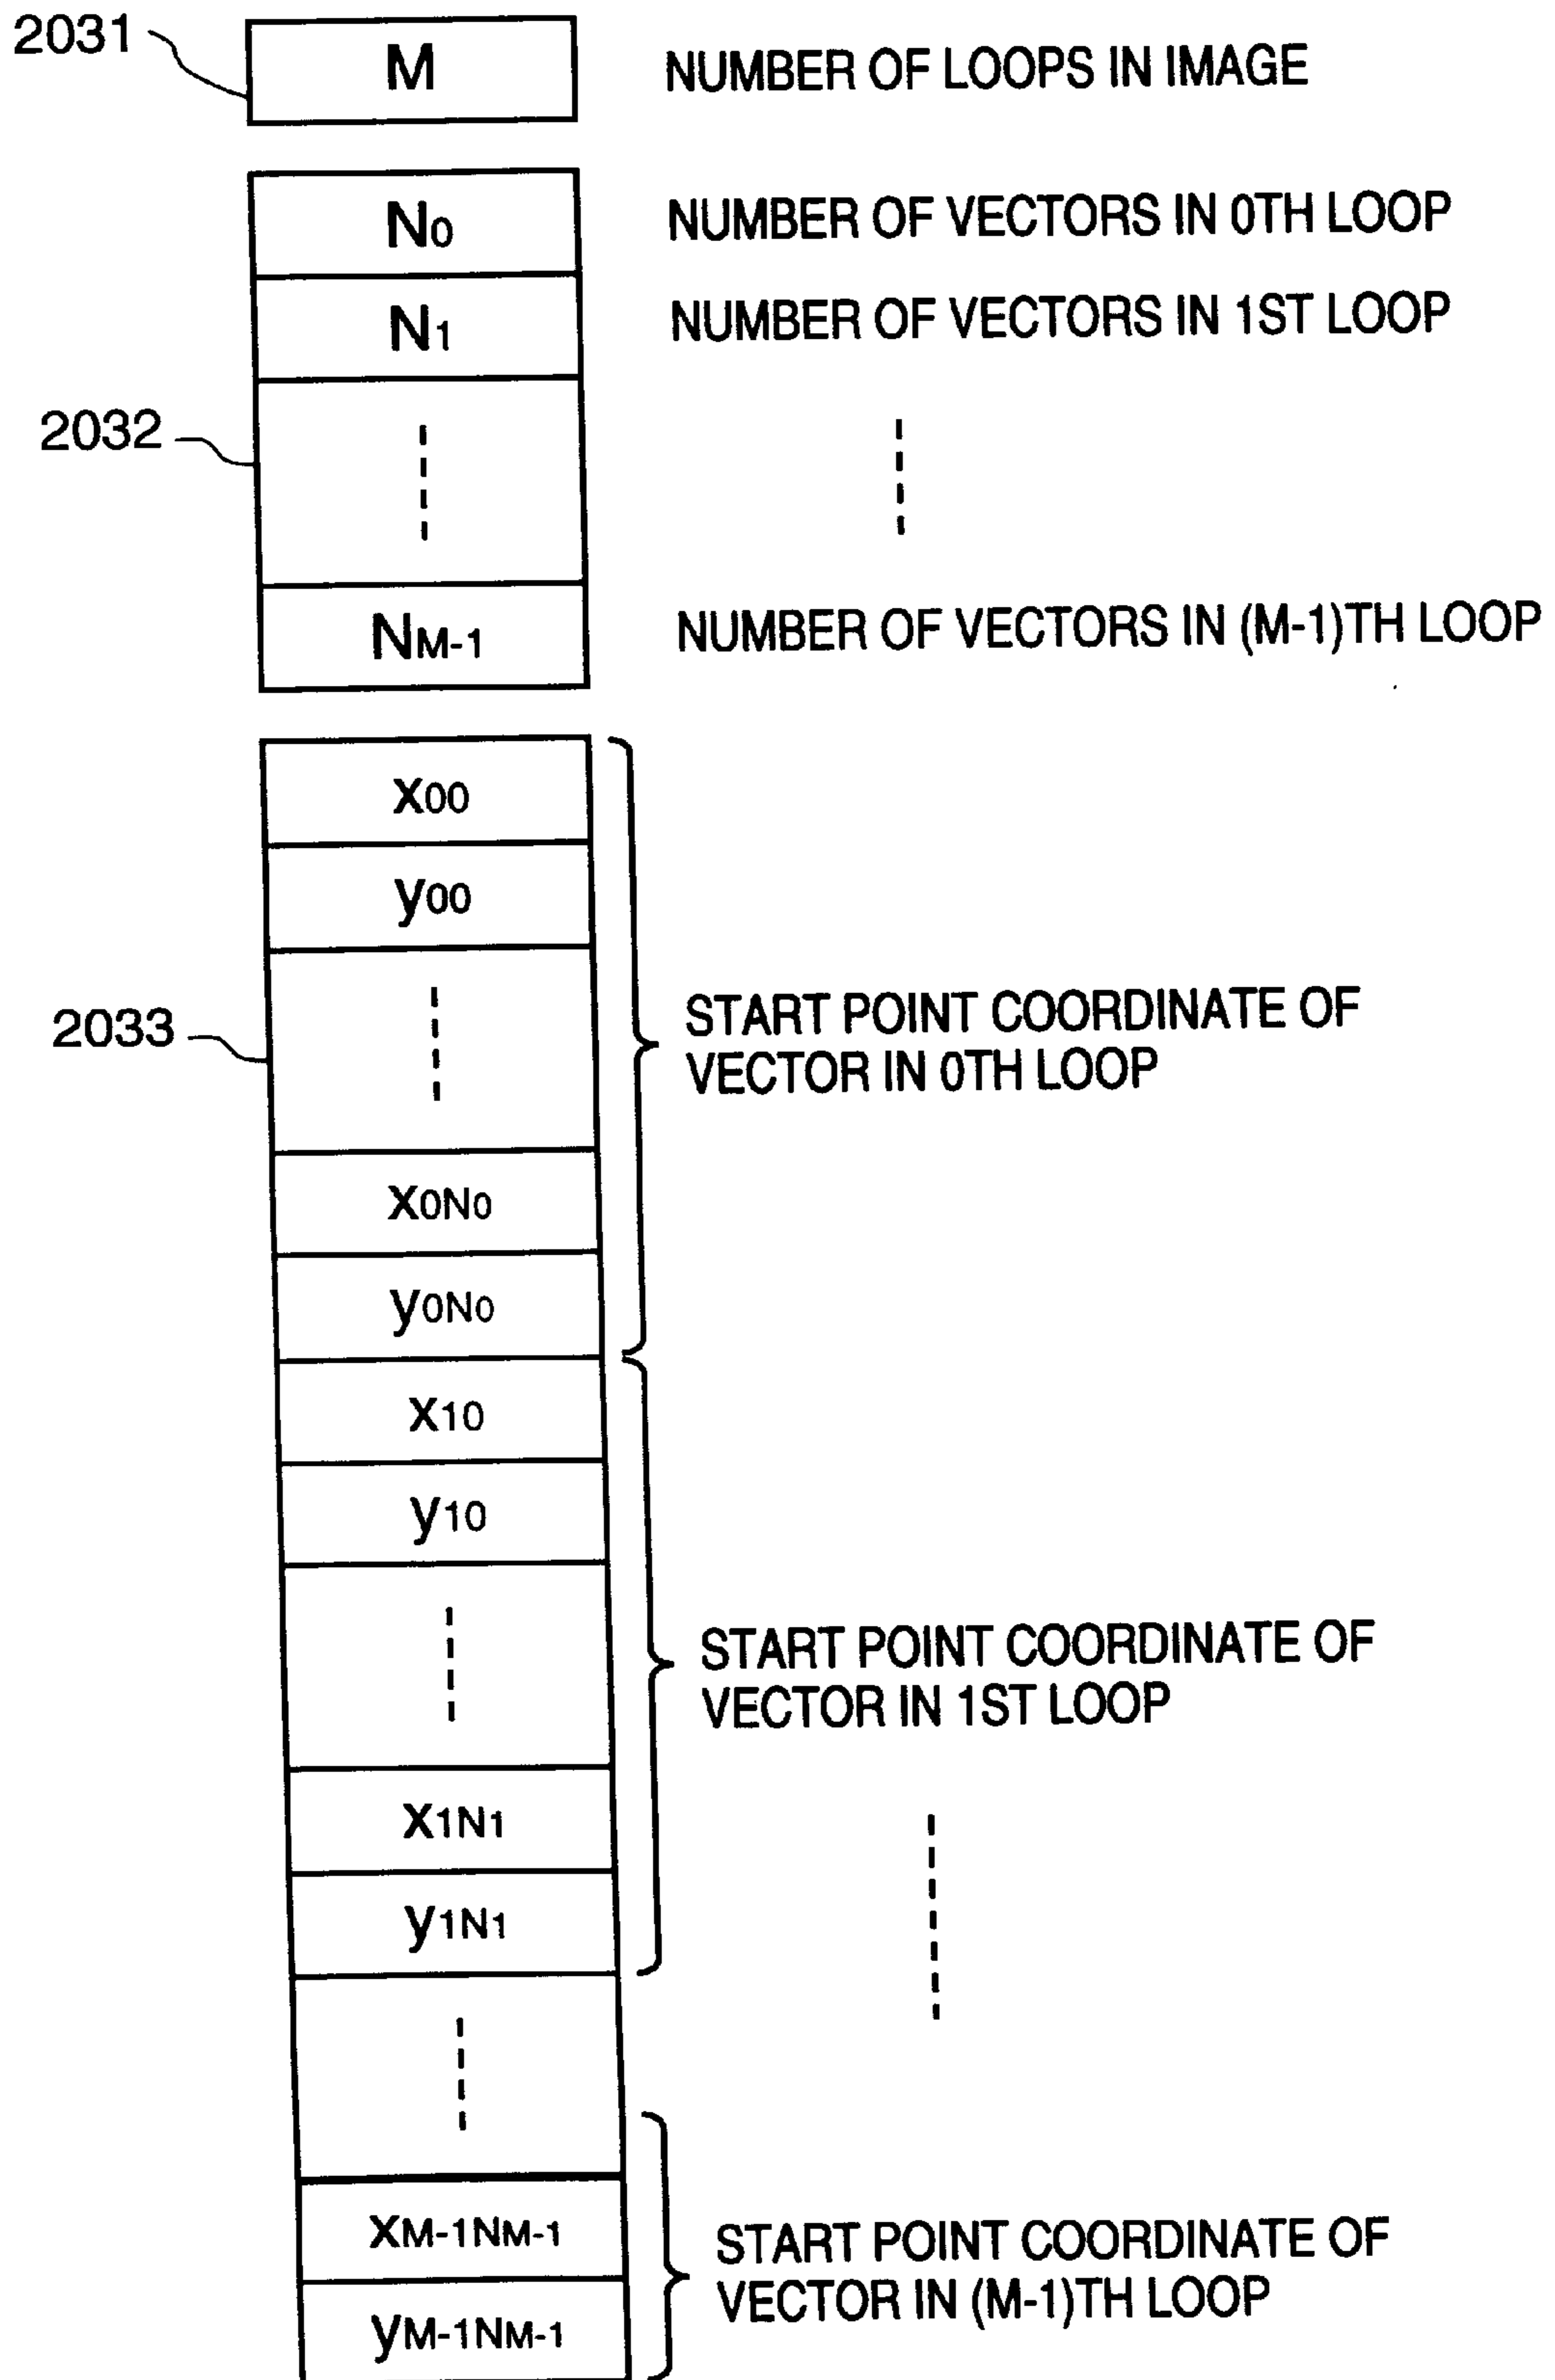 2031
M NUMBER OF LOOPS IN IMAGE
N0 NUMBER OF VECTORS IN 0TH LOOP
N1 NUMBER OF VECTORS IN 1ST LOOP
2032
NM-1 NUMBER OF VECTORS IN (M-1)TH LOOP
x00
y00
2033
START POINT COORDINATE OF
VECTOR IN 0TH LOOP
x0N0
y0N0
x10
y10
START POINT COORDINATE OF
VECTOR IN 1ST LOOP
x1N1
y1N1
xM-1NM-1
yM-1NM-1
START POINT COORDINATE OF
VECTOR IN (M-1)TH LOOP